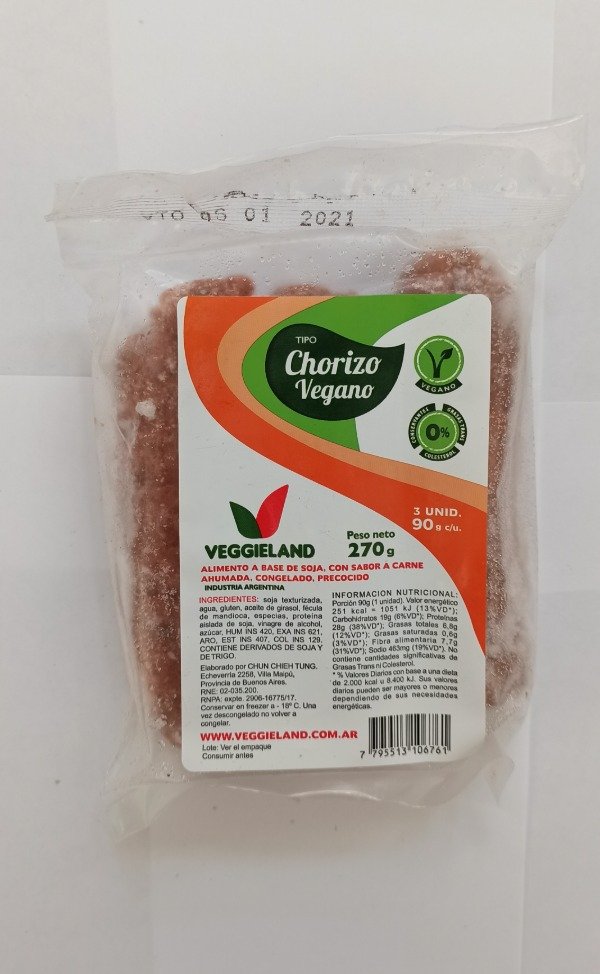 VTO 05 01 2021
TIPO
Chorizo
Vegano
VEGANO
CONSERVANTES
GRASAS TRANS
0%
COLESTEROL
3 UNID.
90 g c/u.
VEGGIELAND
Peso neto
270 g
ALIMENTO A BASE DE SOJA, CON SABOR A CARNE
AHUMADA. CONGELADO, PRECOCIDO
INDUSTRIA ARGENTINA
INGREDIENTES: soja texturizada,
agua, gluten, aceite de girasol, fécula
de mandioca, especias, proteína
aislada de soja, vinagre de alcohol,
azúcar, HUM INS 420, EXA INS 621,
ARO, EST INS 407, COL INS 129.
CONTIENE DERIVADOS DE SOJA Y
DE TRIGO.
Elaborado por CHUN CHIEH TUNG.
Echeverria 2258, Villa Maipú,
Provincia de Buenos Aires.
RNE: 02-035.200.
RNPA: expte. 2906-16775/17.
Conservar en freezer a - 18º C. Una
vez descongelado no volver a
congelar.
INFORMACION NUTRICIONAL:
Porción 90g (1 unidad). Valor energético
251 kcal = 1051 kJ (13%VD*);
Carbohidratos 19g (6%VD*); Proteínas
28g (38%VD*); Grasas totales 6,8g
(12%VD*); Grasas saturadas 0,6g
(3%VD*); Fibra alimentaria 7,7g
(31%VD*); Sodio 463mg (19%VD*). No
contiene cantidades significativas de
Grasas Trans ni Colesterol.
* % Valores Diarios con base a una dieta
de 2.000 kcal u 8.400 kJ. Sus valores
diarios pueden ser mayores o menores
dependiendo de sus necesidades
energéticas.
WWW.VEGGIELAND.COM.AR
Lote: Ver el empaque
Consumir antes
7 795513 106761